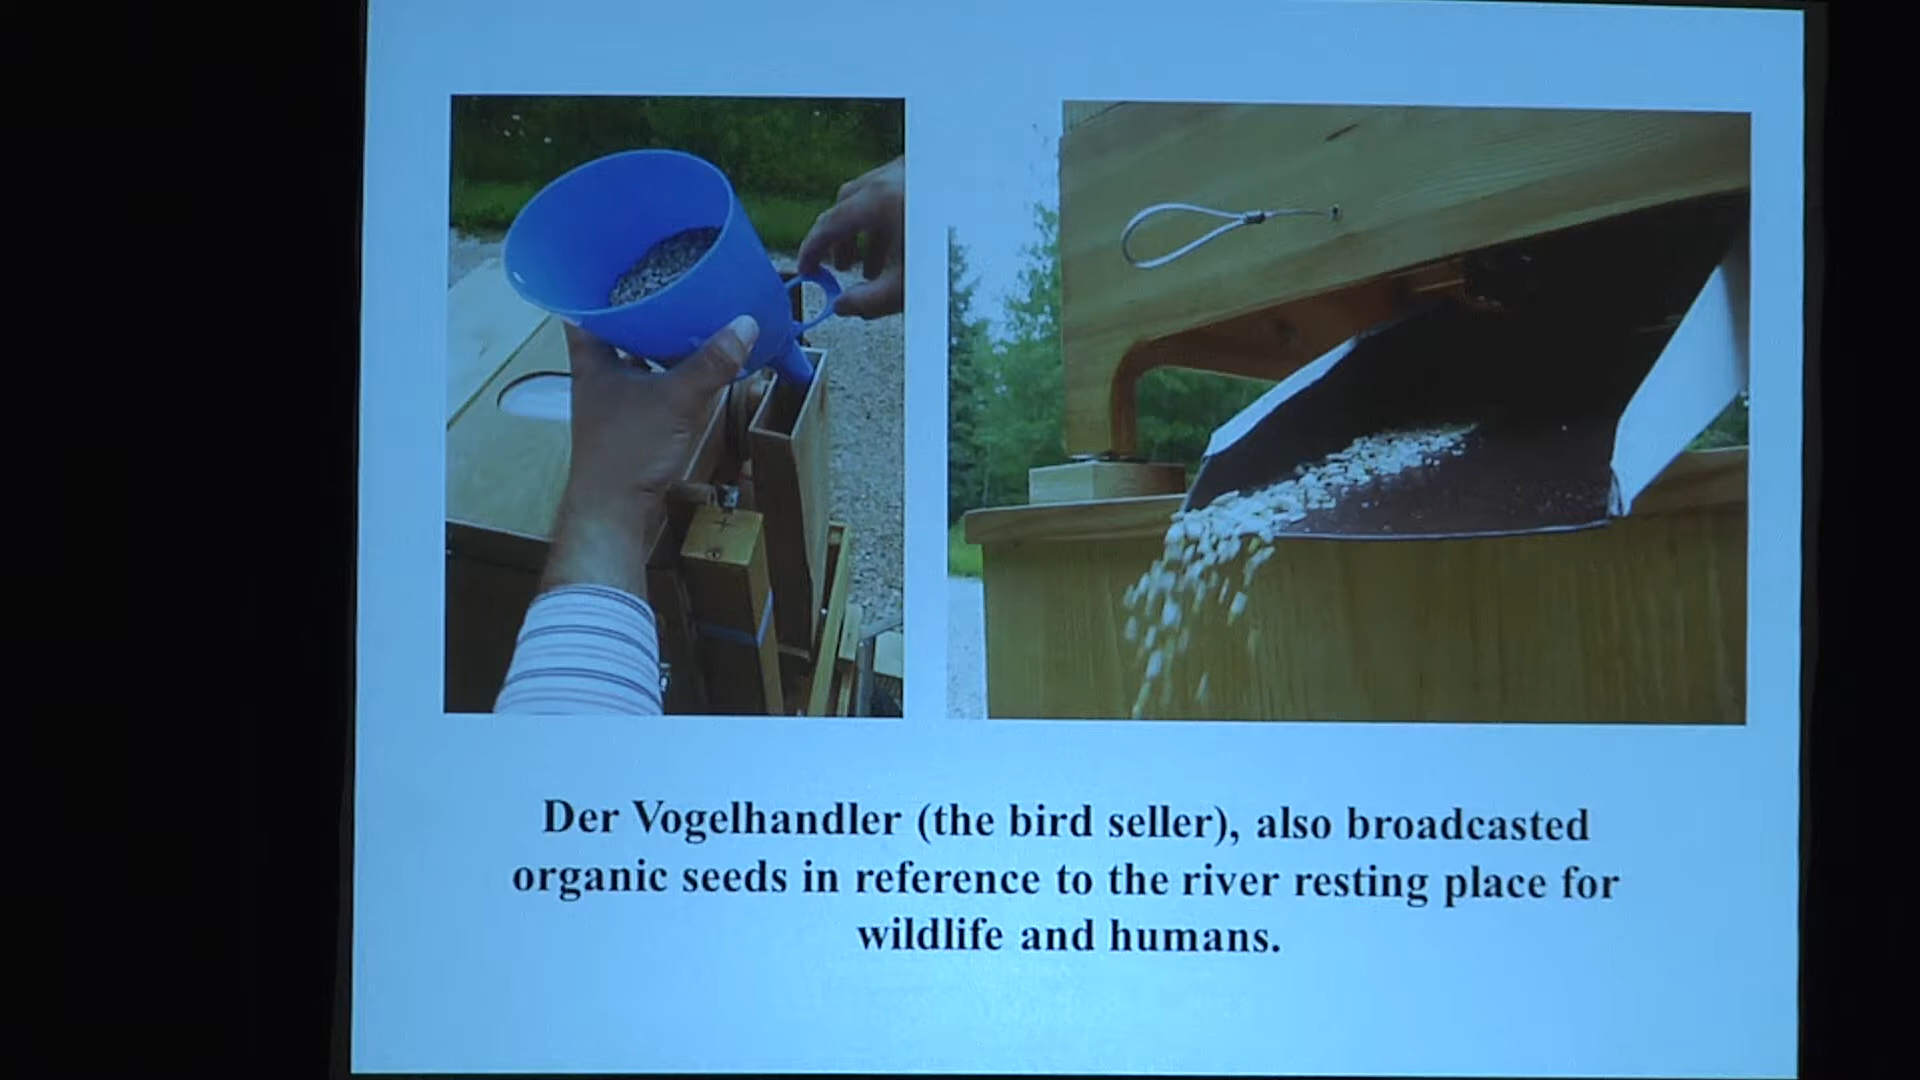 Der Vogelhandler (the bird seller), also broadcasted
organic seeds in reference to the river resting place for
wildlife and humans.